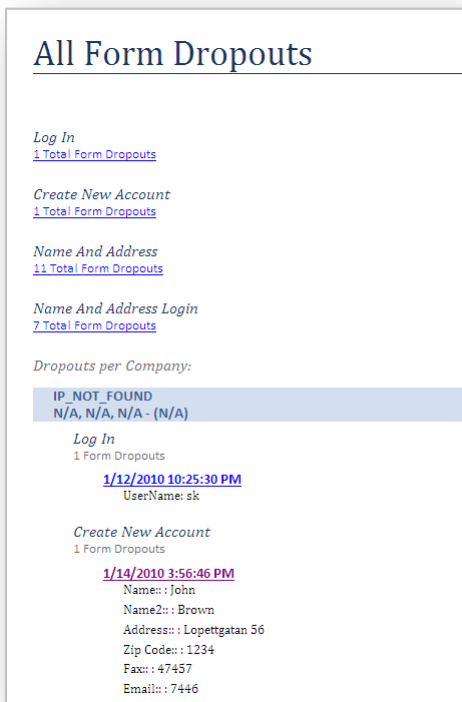 All Form Dropouts
Log In
1 Total Form Dropouts
Create New Account
1 Total Form Dropouts
Name And Address
11 Total Form Dropouts
Name And Address Login
7 Total Form Dropouts
Dropouts per Company:
IP_NOT_FOUND
N/A, N/A, N/A - (N/A)
Log In
1 Form Dropouts
1/12/2010 10:25:30 PM
UserName: sk
Create New Account
1 Form Dropouts
1/14/2010 3:56:46 PM
Name:: : John
Name2:: : Brown
Address:: : Lopettgatan 56
Zip Code:: : 1234
Fax:: : 47457
Email:: : 7446